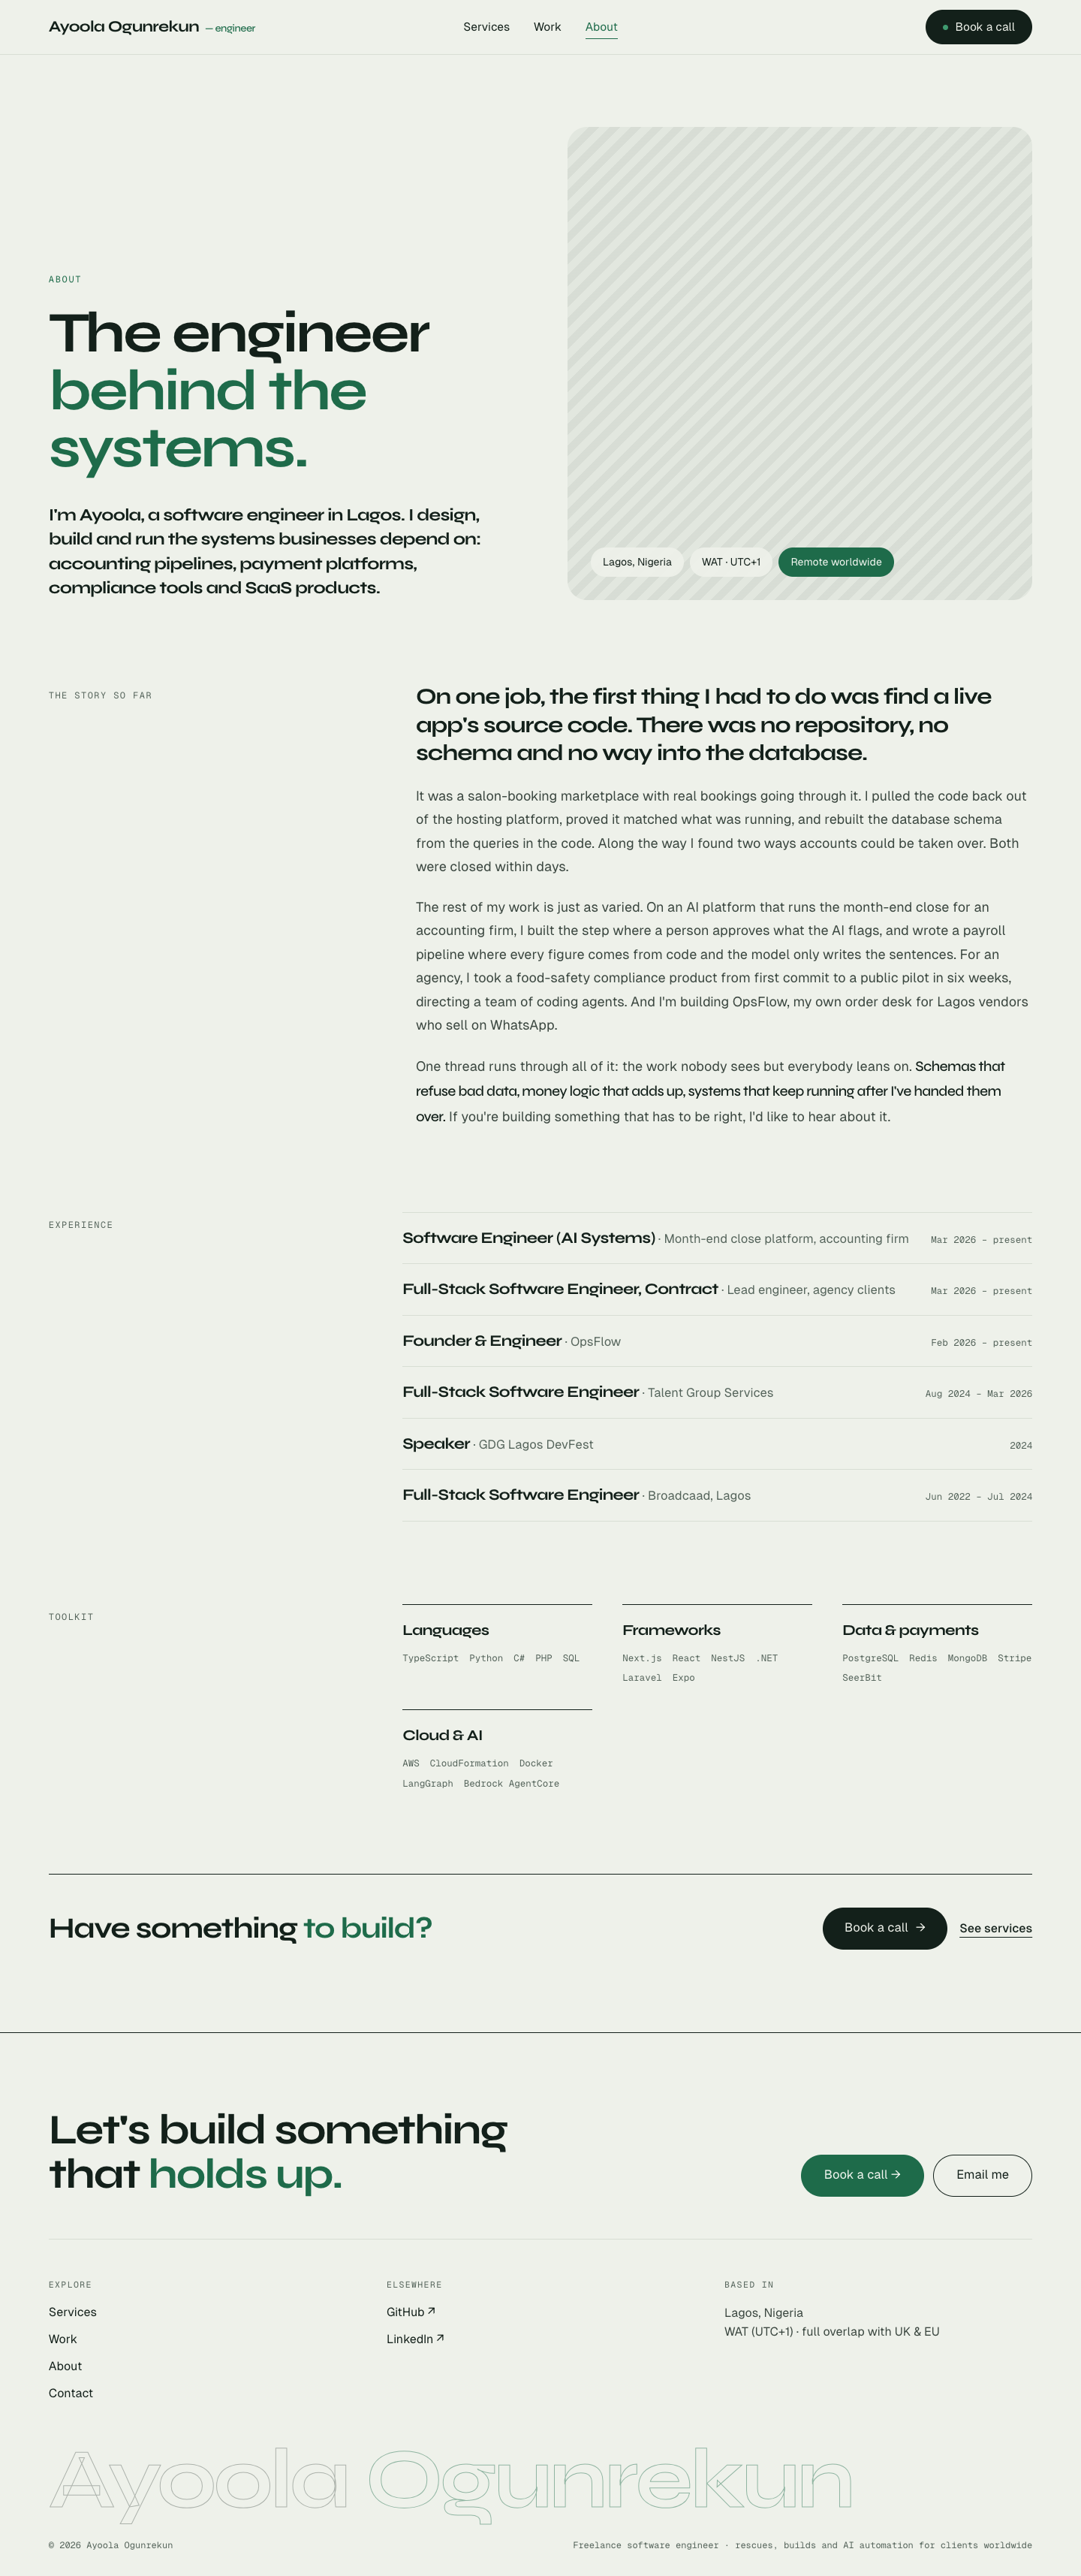 Ayoola Ogunrekun — engineer
Services Work About
Book a call
ABOUT
The engineer
behind the
systems.
I'm Ayoola, a software engineer in Lagos. I design,
build and run the systems businesses depend on:
accounting pipelines, payment platforms,
compliance tools and SaaS products.
Lagos, Nigeria WAT · UTC+1 Remote worldwide
THE STORY SO FAR
On one job, the first thing I had to do was find a live
app's source code. There was no repository, no
schema and no way into the database.
It was a salon-booking marketplace with real bookings going through it. I pulled the code back out
of the hosting platform, proved it matched what was running, and rebuilt the database schema
from the queries in the code. Along the way I found two ways accounts could be taken over. Both
were closed within days.
The rest of my work is just as varied. On an AI platform that runs the month-end close for an
accounting firm, I built the step where a person approves what the AI flags, and wrote a payroll
pipeline where every figure comes from code and the model only writes the sentences. For an
agency, I took a food-safety compliance product from first commit to a public pilot in six weeks,
directing a team of coding agents. And I'm building OpsFlow, my own order desk for Lagos vendors
who sell on WhatsApp.
One thread runs through all of it: the work nobody sees but everybody leans on. Schemas that
refuse bad data, money logic that adds up, systems that keep running after I've handed them
over. If you're building something that has to be right, I'd like to hear about it.
EXPERIENCE
Software Engineer (AI Systems) · Month-end close platform, accounting firm Mar 2026 – present
Full-Stack Software Engineer, Contract · Lead engineer, agency clients Mar 2026 – present
Founder & Engineer · OpsFlow Feb 2026 – present
Full-Stack Software Engineer · Talent Group Services Aug 2024 – Mar 2026
Speaker · GDG Lagos DevFest 2024
Full-Stack Software Engineer · Broadcaad, Lagos Jun 2022 – Jul 2024
TOOLKIT
Languages
TypeScript Python C# PHP SQL
Frameworks
Next.js React NestJS .NET
Laravel Expo
Data & payments
PostgreSQL Redis MongoDB Stripe
SeerBit
Cloud & AI
AWS CloudFormation Docker
LangGraph Bedrock AgentCore
Have something to build?
Book a call →
See services
Let's build something
that holds up.
Book a call →
Email me
EXPLORE
Services
Work
About
Contact
ELSEWHERE
GitHub ↗
LinkedIn ↗
BASED IN
Lagos, Nigeria
WAT (UTC+1) · full overlap with UK & EU
Ayoola Ogunrekun
© 2026 Ayoola Ogunrekun
Freelance software engineer · rescues, builds and AI automation for clients worldwide